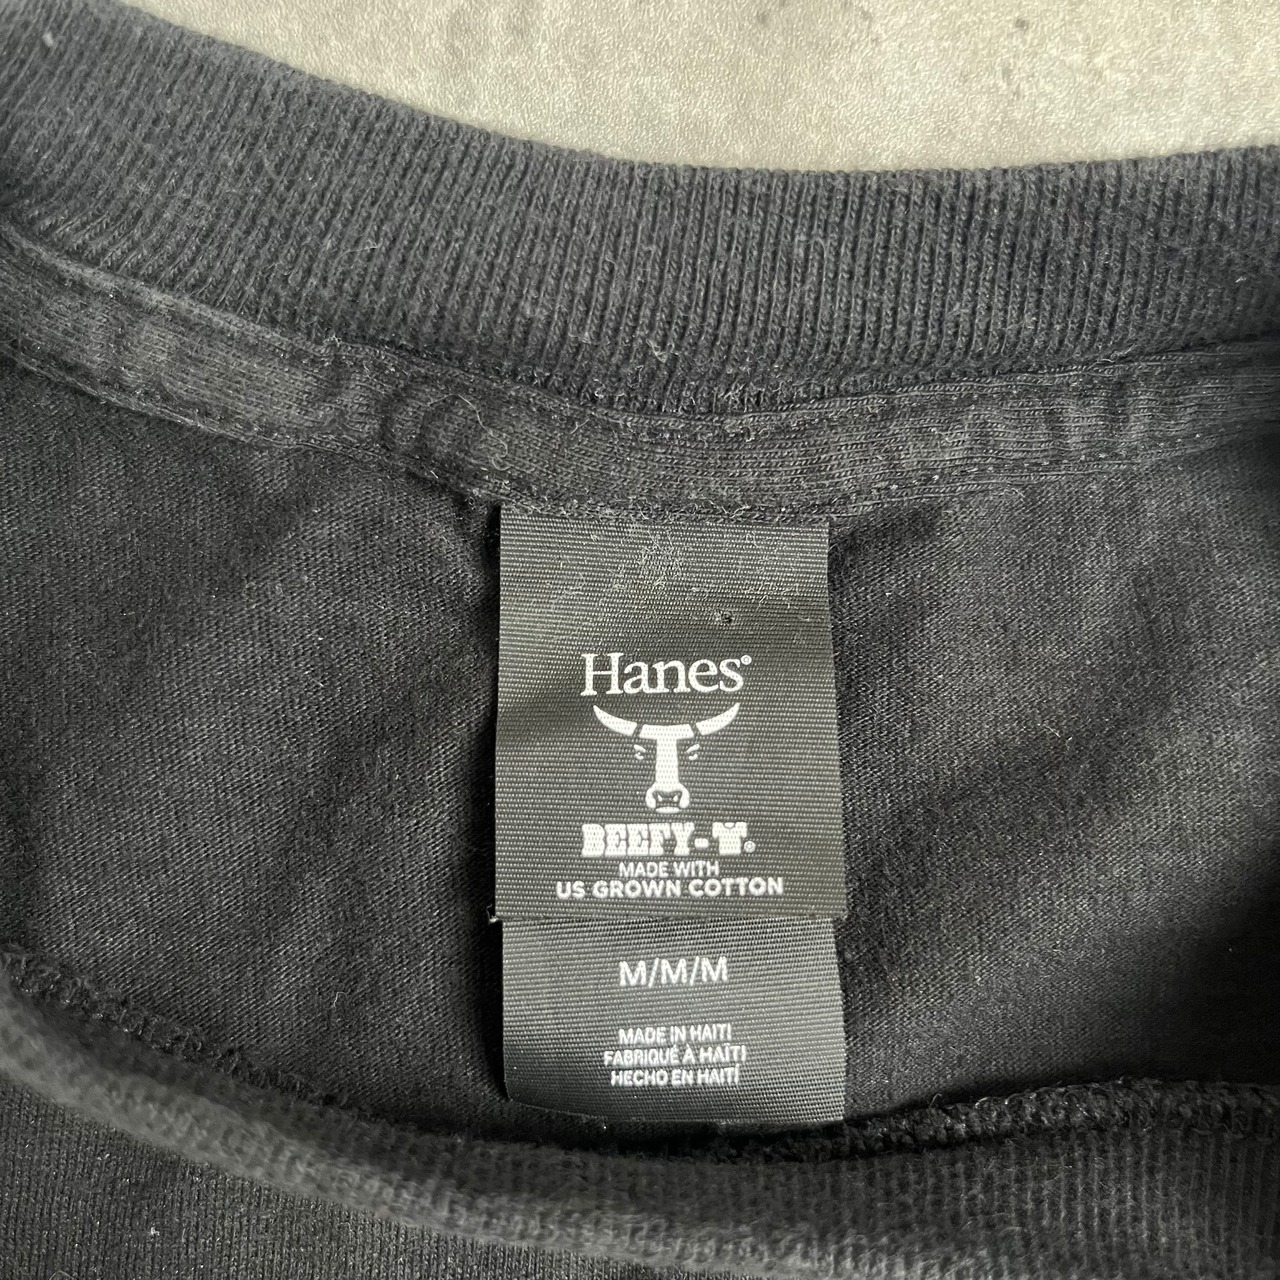 Hanes®
BEEFY-T®
MADE WITH
US GROWN COTTON
M/M/M
MADE IN HAITI
FABRIQUÉ À HAÏTI
HECHO EN HAITÍ